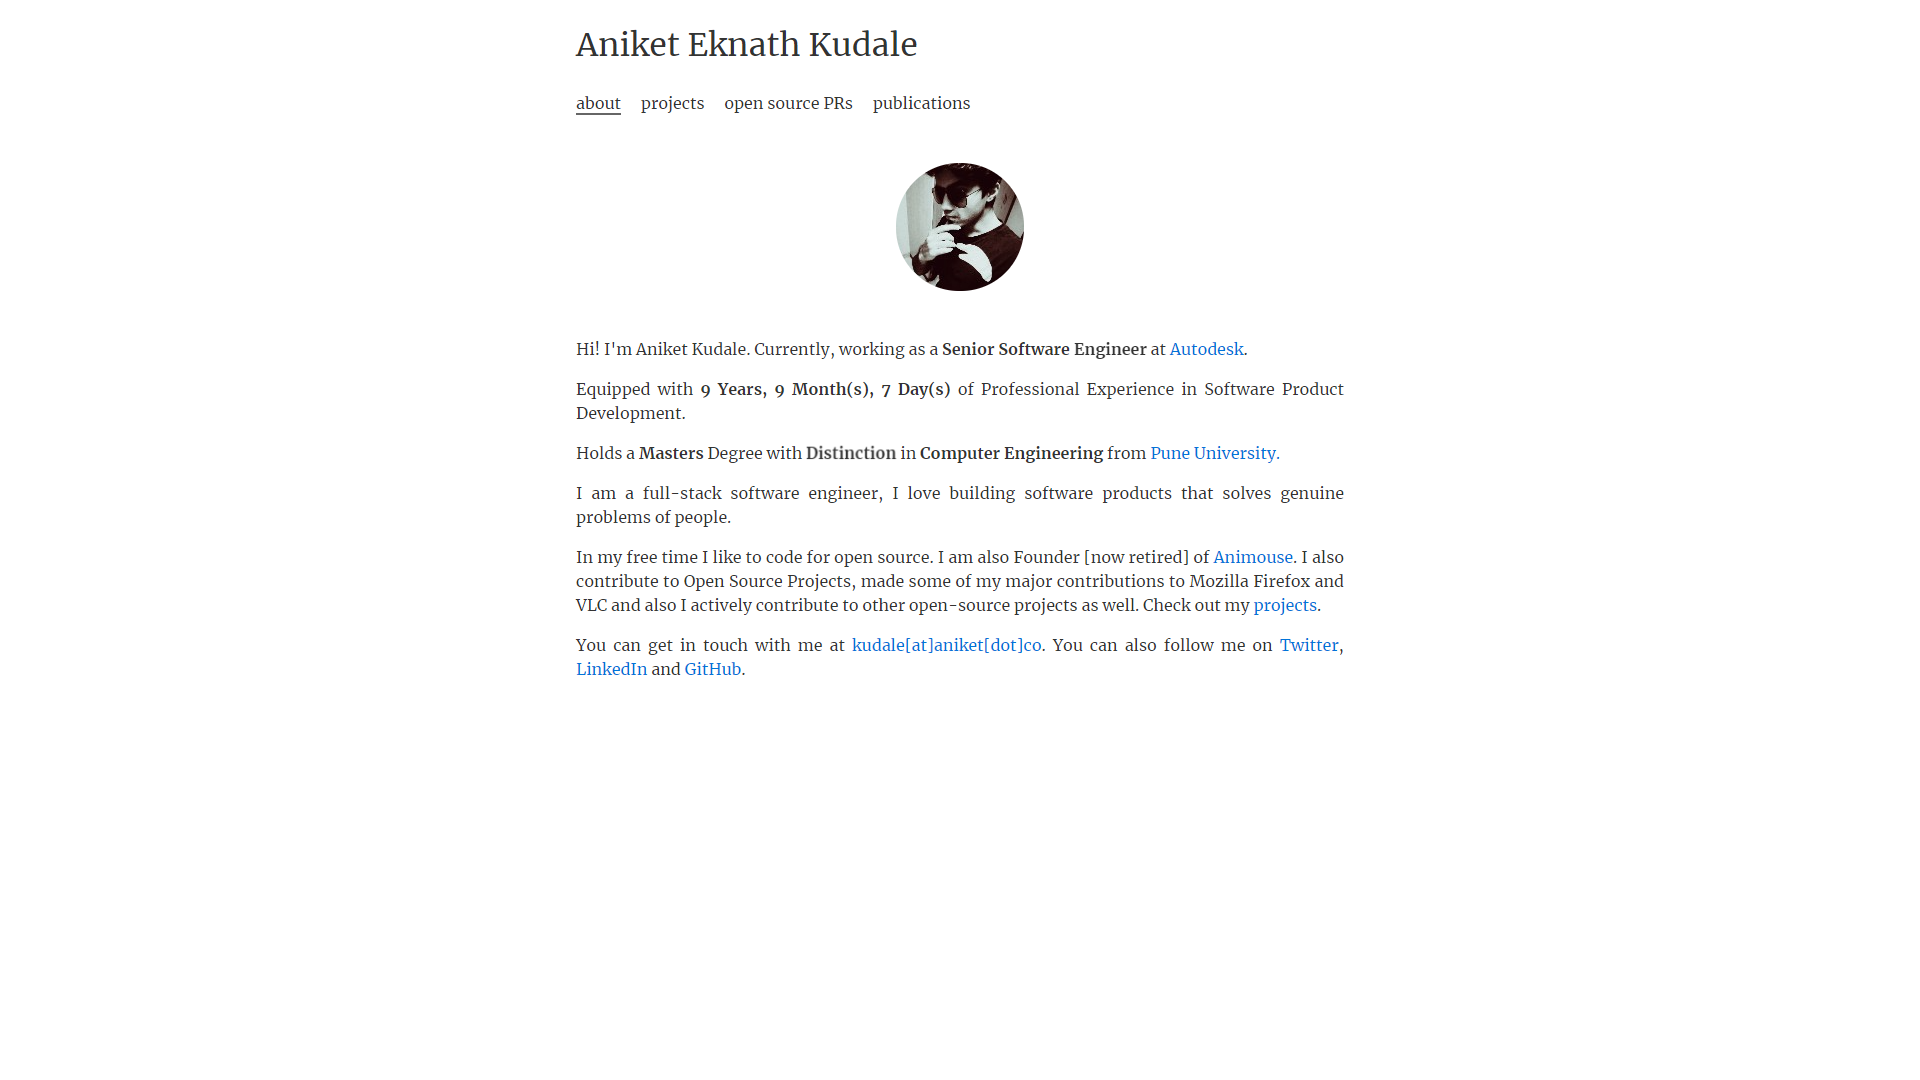 Aniket Eknath Kudale
about projects open source PRs publications
Hi! I'm Aniket Kudale. Currently, working as a Senior Software Engineer at Autodesk.
Equipped with 9 Years, 9 Month(s), 7 Day(s) of Professional Experience in Software Product
Development.
Holds a Masters Degree with Distinction in Computer Engineering from Pune University.
I am a full-stack software engineer, I love building software products that solves genuine
problems of people.
In my free time I like to code for open source. I am also Founder [now retired] of Animouse. I also
contribute to Open Source Projects, made some of my major contributions to Mozilla Firefox and
VLC and also I actively contribute to other open-source projects as well. Check out my projects.
You can get in touch with me at kudale[at]aniket[dot]co. You can also follow me on Twitter,
LinkedIn and GitHub.